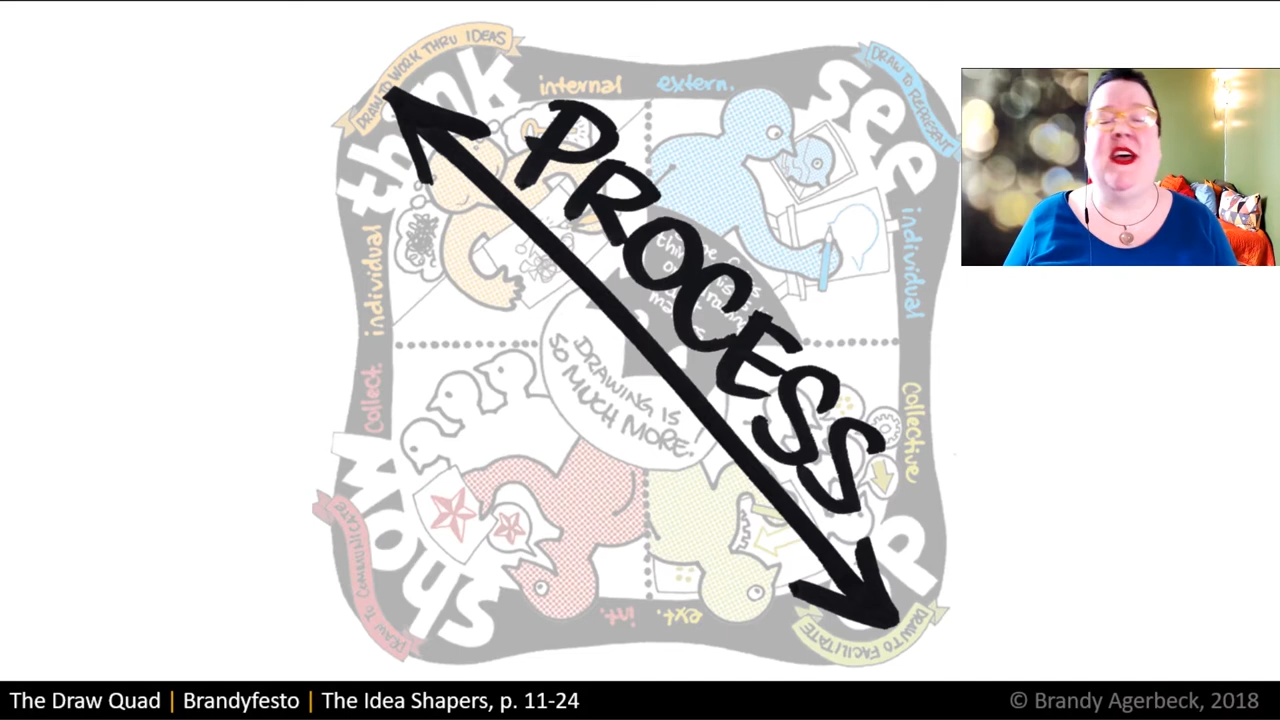 DRAW TO WORK THRU IDEAS
think
internal
extern.
see
DRAW TO REPRESENT
individual
individual
PROCESS
DRAWING IS
SO MUCH MORE!
collect.
collective
show
DRAW TO COMMUNICATE
int.
ext.
DRAW TO FACILITATE
The Draw Quad | Brandyfesto | The Idea Shapers, p. 11-24
© Brandy Agerbeck, 2018